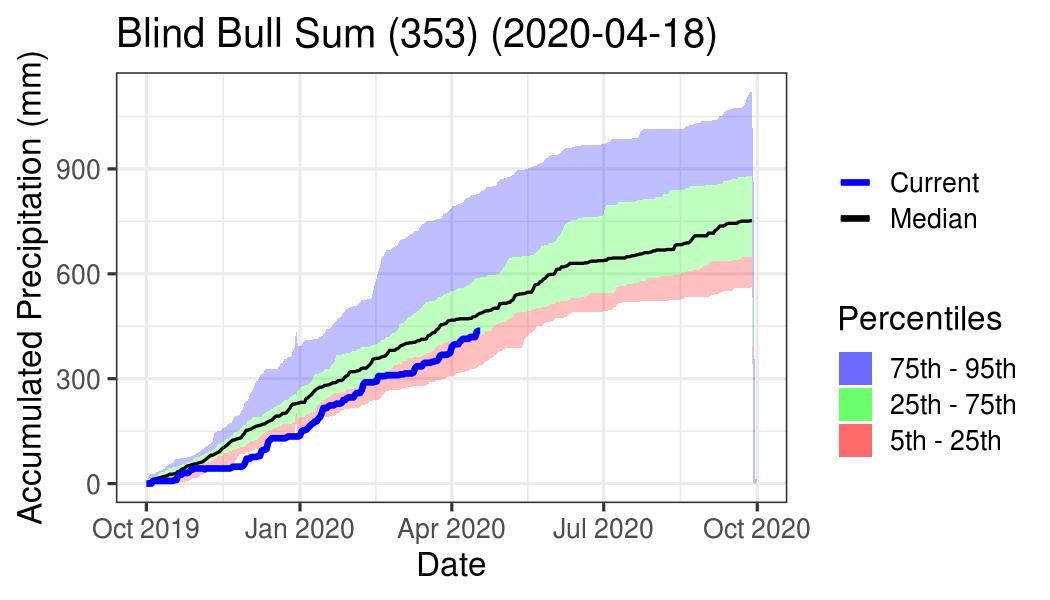 Blind Bull Sum (353) (2020-04-18)
Accumulated Precipitation (mm)
900
600
300
0
Oct 2019
Jan 2020
Apr 2020
Jul 2020
Oct 2020
Date
Current
Median
Percentiles
75th - 95th
25th - 75th
5th - 25th